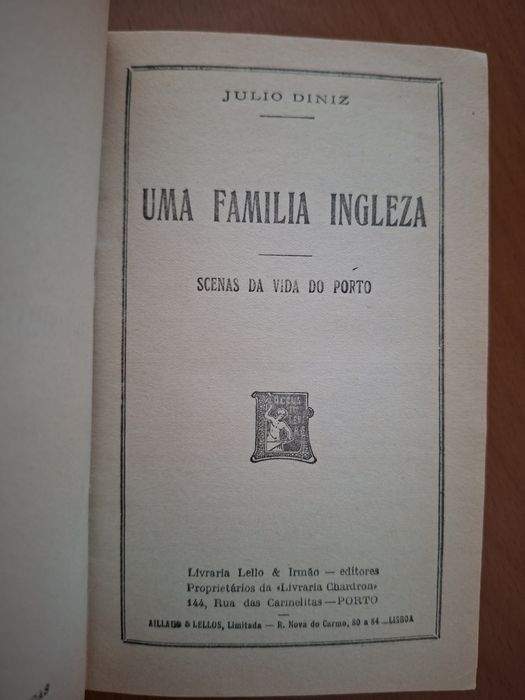 JULIO DINIZ
UMA FAMILIA INGLEZA
SCENAS DA VIDA DO PORTO
Livraria Lello & Irmão — editores
Proprietários da «Livraria Chardron»
144, Rua das Carmelitas — PORTO
AILLAUD & LELLOS, Limitada — R. Nova do Carmo, 80 a 84 — LISBOA